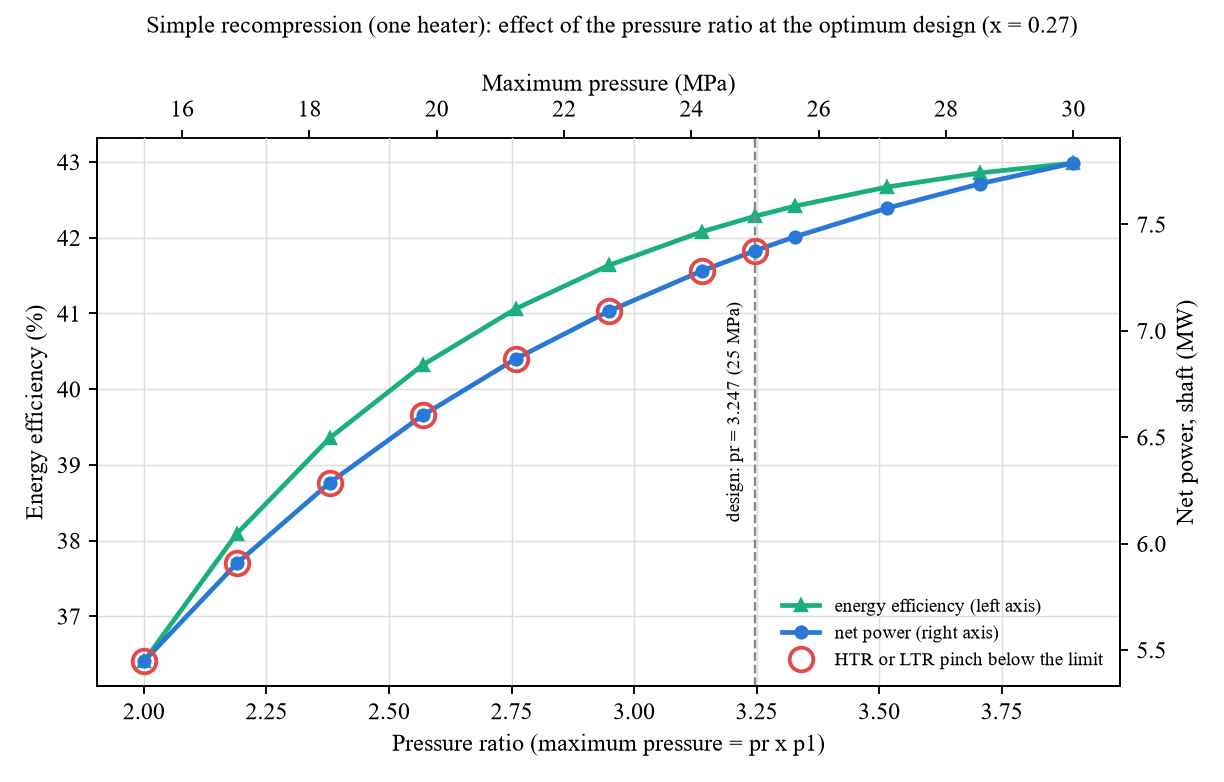 Simple recompression (one heater): effect of the pressure ratio at the optimum design (x = 0.27)
Maximum pressure (MPa)
16 18 20 22 24 26 28 30
43
42
41
40
39
38
37
Energy efficiency (%)
7.5
7.0
6.5
6.0
5.5
Net power, shaft (MW)
design: pr = 3.247 (25 MPa)
energy efficiency (left axis)
net power (right axis)
HTR or LTR pinch below the limit
2.00 2.25 2.50 2.75 3.00 3.25 3.50 3.75
Pressure ratio (maximum pressure = pr x p1)